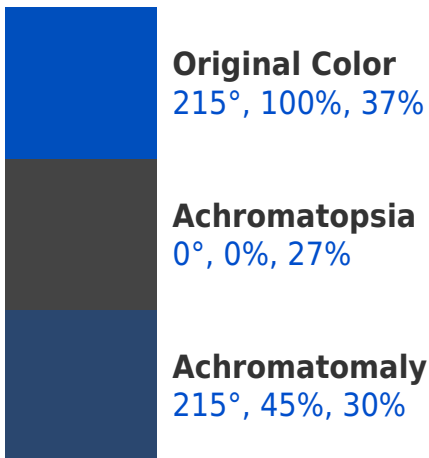 Original Color
215°, 100%, 37%
Achromatopsia
0°, 0%, 27%
Achromatomaly
215°, 45%, 30%